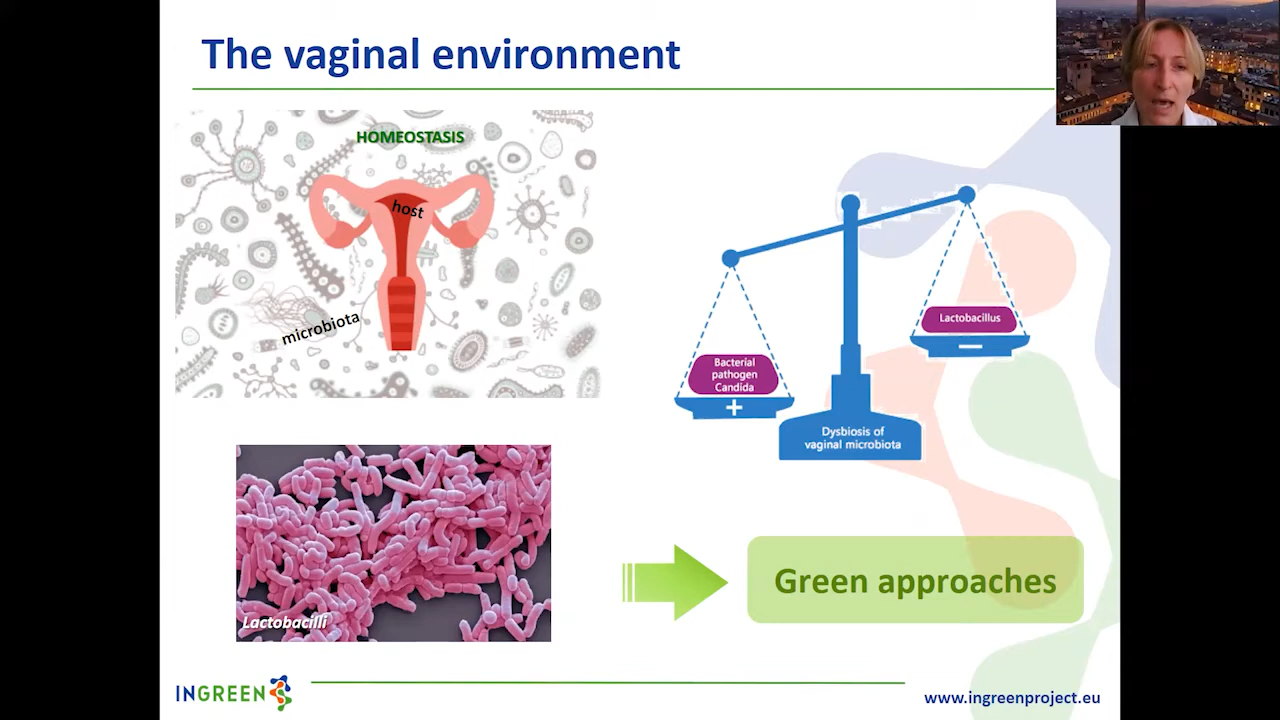 The vaginal environment
HOMEOSTASIS
host
microbiota
Lactobacillus
Bacterial
pathogen
Candida
Dysbiosis of
vaginal microbiota
Lactobacilli
Green approaches
INGREEN
www.ingreenproject.eu